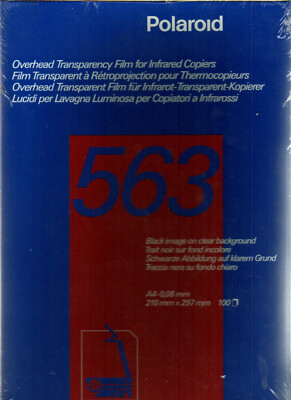 Polaroid
Overhead Transparency Film for Infrared Copiers
Film Transparent à Rétroprojection pour Thermocopieurs
Overhead Transparent Film für Infrarot-Transparent-Kopierer
Lucidi per Lavagna Luminosa per Copiatori a Infrarossi
563
Black image on clear background
Trait noir sur fond incolore
Schwarze Abbildung auf klarem Grund
Traccia nera su fondo chiaro
A4-0,08 mm
210 mm x 297 mm 100